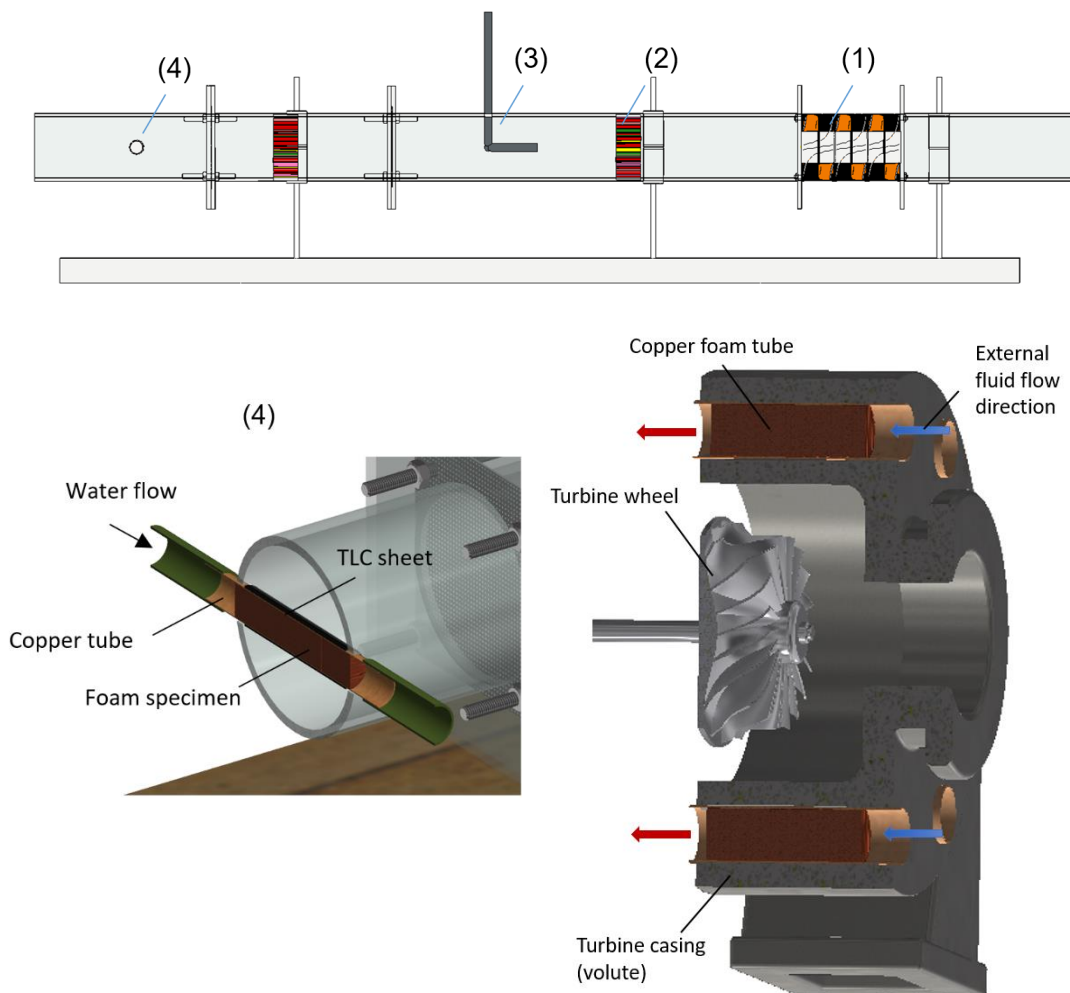 (4)
(3)
(2)
(1)
Copper foam tube
External
fluid flow
direction
(4)
Water flow
TLC sheet
Copper tube
Foam specimen
Turbine wheel
Turbine casing
(volute)